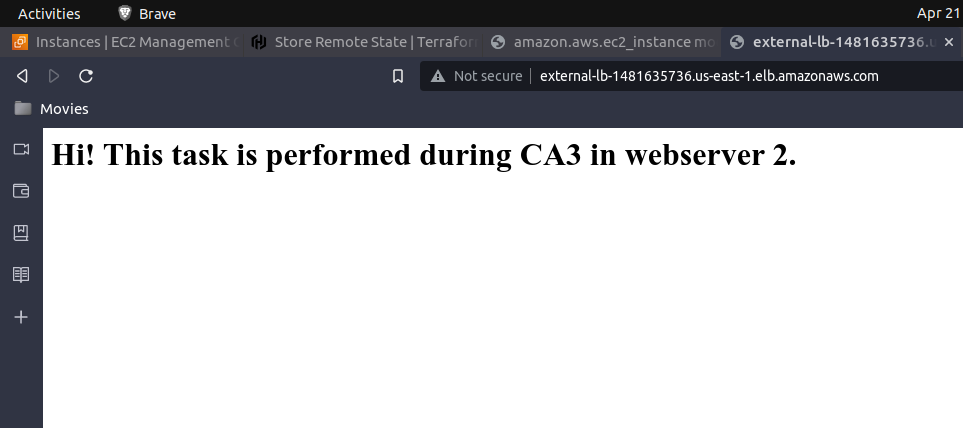 Activities Brave Apr 21
Instances | EC2 Management Store Remote State | Terrafor amazon.aws.ec2_instance mo external-lb-1481635736.u
Not secure external-lb-1481635736.us-east-1.elb.amazonaws.com
Movies
Hi! This task is performed during CA3 in webserver 2.